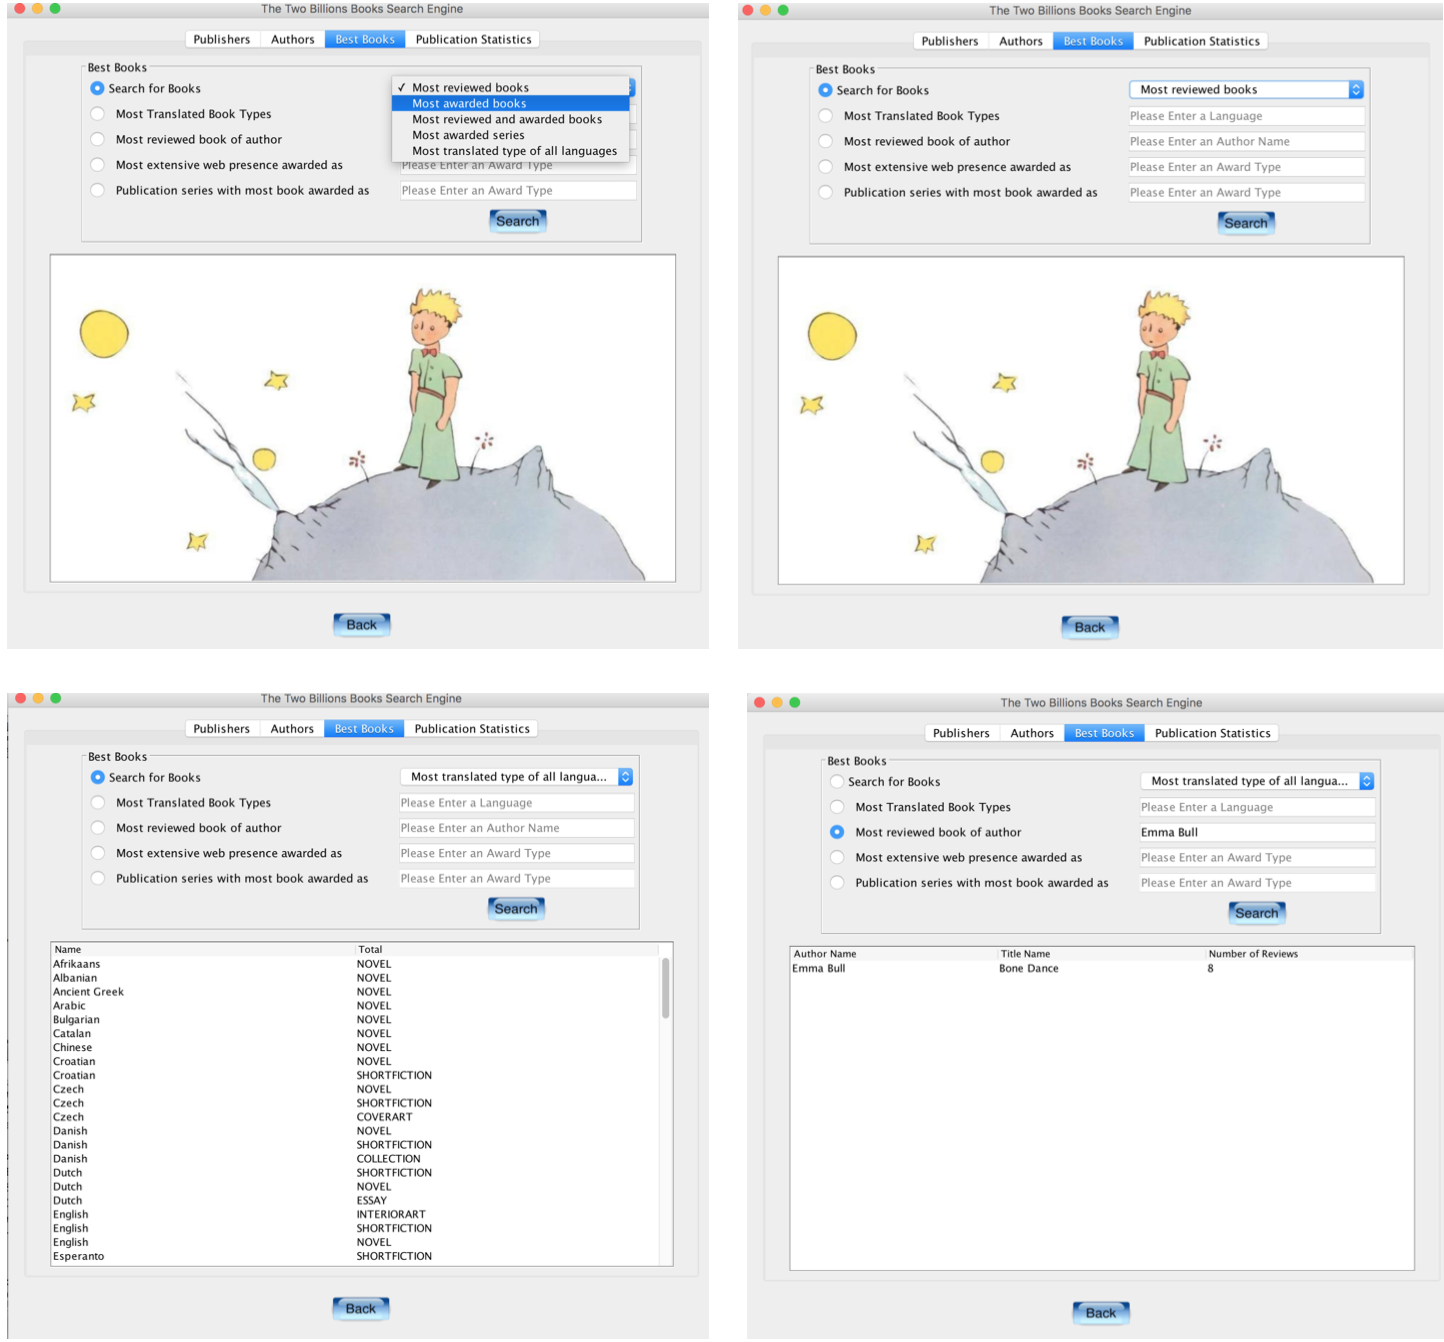 The Two Billions Books Search Engine
Publishers Authors Best Books Publication Statistics
Best Books
Search for Books
✓ Most reviewed books
Most awarded books
Most reviewed and awarded books
Most awarded series
Most translated type of all languages
Most Translated Book Types
Most reviewed book of author
Most extensive web presence awarded as Please Enter an Award Type
Publication series with most book awarded as Please Enter an Award Type
Search
Back
The Two Billions Books Search Engine
Publishers Authors Best Books Publication Statistics
Best Books
Search for Books Most reviewed books
Most Translated Book Types Please Enter a Language
Most reviewed book of author Please Enter an Author Name
Most extensive web presence awarded as Please Enter an Award Type
Publication series with most book awarded as Please Enter an Award Type
Search
Back
The Two Billions Books Search Engine
Publishers Authors Best Books Publication Statistics
Best Books
Search for Books Most translated type of all langua...
Most Translated Book Types Please Enter a Language
Most reviewed book of author Please Enter an Author Name
Most extensive web presence awarded as Please Enter an Award Type
Publication series with most book awarded as Please Enter an Award Type
Search
Name Total
Afrikaans NOVEL
Albanian NOVEL
Ancient Greek NOVEL
Arabic NOVEL
Bulgarian NOVEL
Catalan NOVEL
Chinese NOVEL
Croatian NOVEL
Croatian SHORTFICTION
Czech NOVEL
Czech SHORTFICTION
Czech COVERART
Danish NOVEL
Danish SHORTFICTION
Danish COLLECTION
Dutch SHORTFICTION
Dutch NOVEL
Dutch ESSAY
English INTERIORART
English SHORTFICTION
English NOVEL
Esperanto SHORTFICTION
Back
The Two Billions Books Search Engine
Publishers Authors Best Books Publication Statistics
Best Books
Search for Books Most translated type of all langua...
Most Translated Book Types Please Enter a Language
Most reviewed book of author Emma Bull
Most extensive web presence awarded as Please Enter an Award Type
Publication series with most book awarded as Please Enter an Award Type
Search
Author Name Title Name Number of Reviews
Emma Bull Bone Dance 8
Back